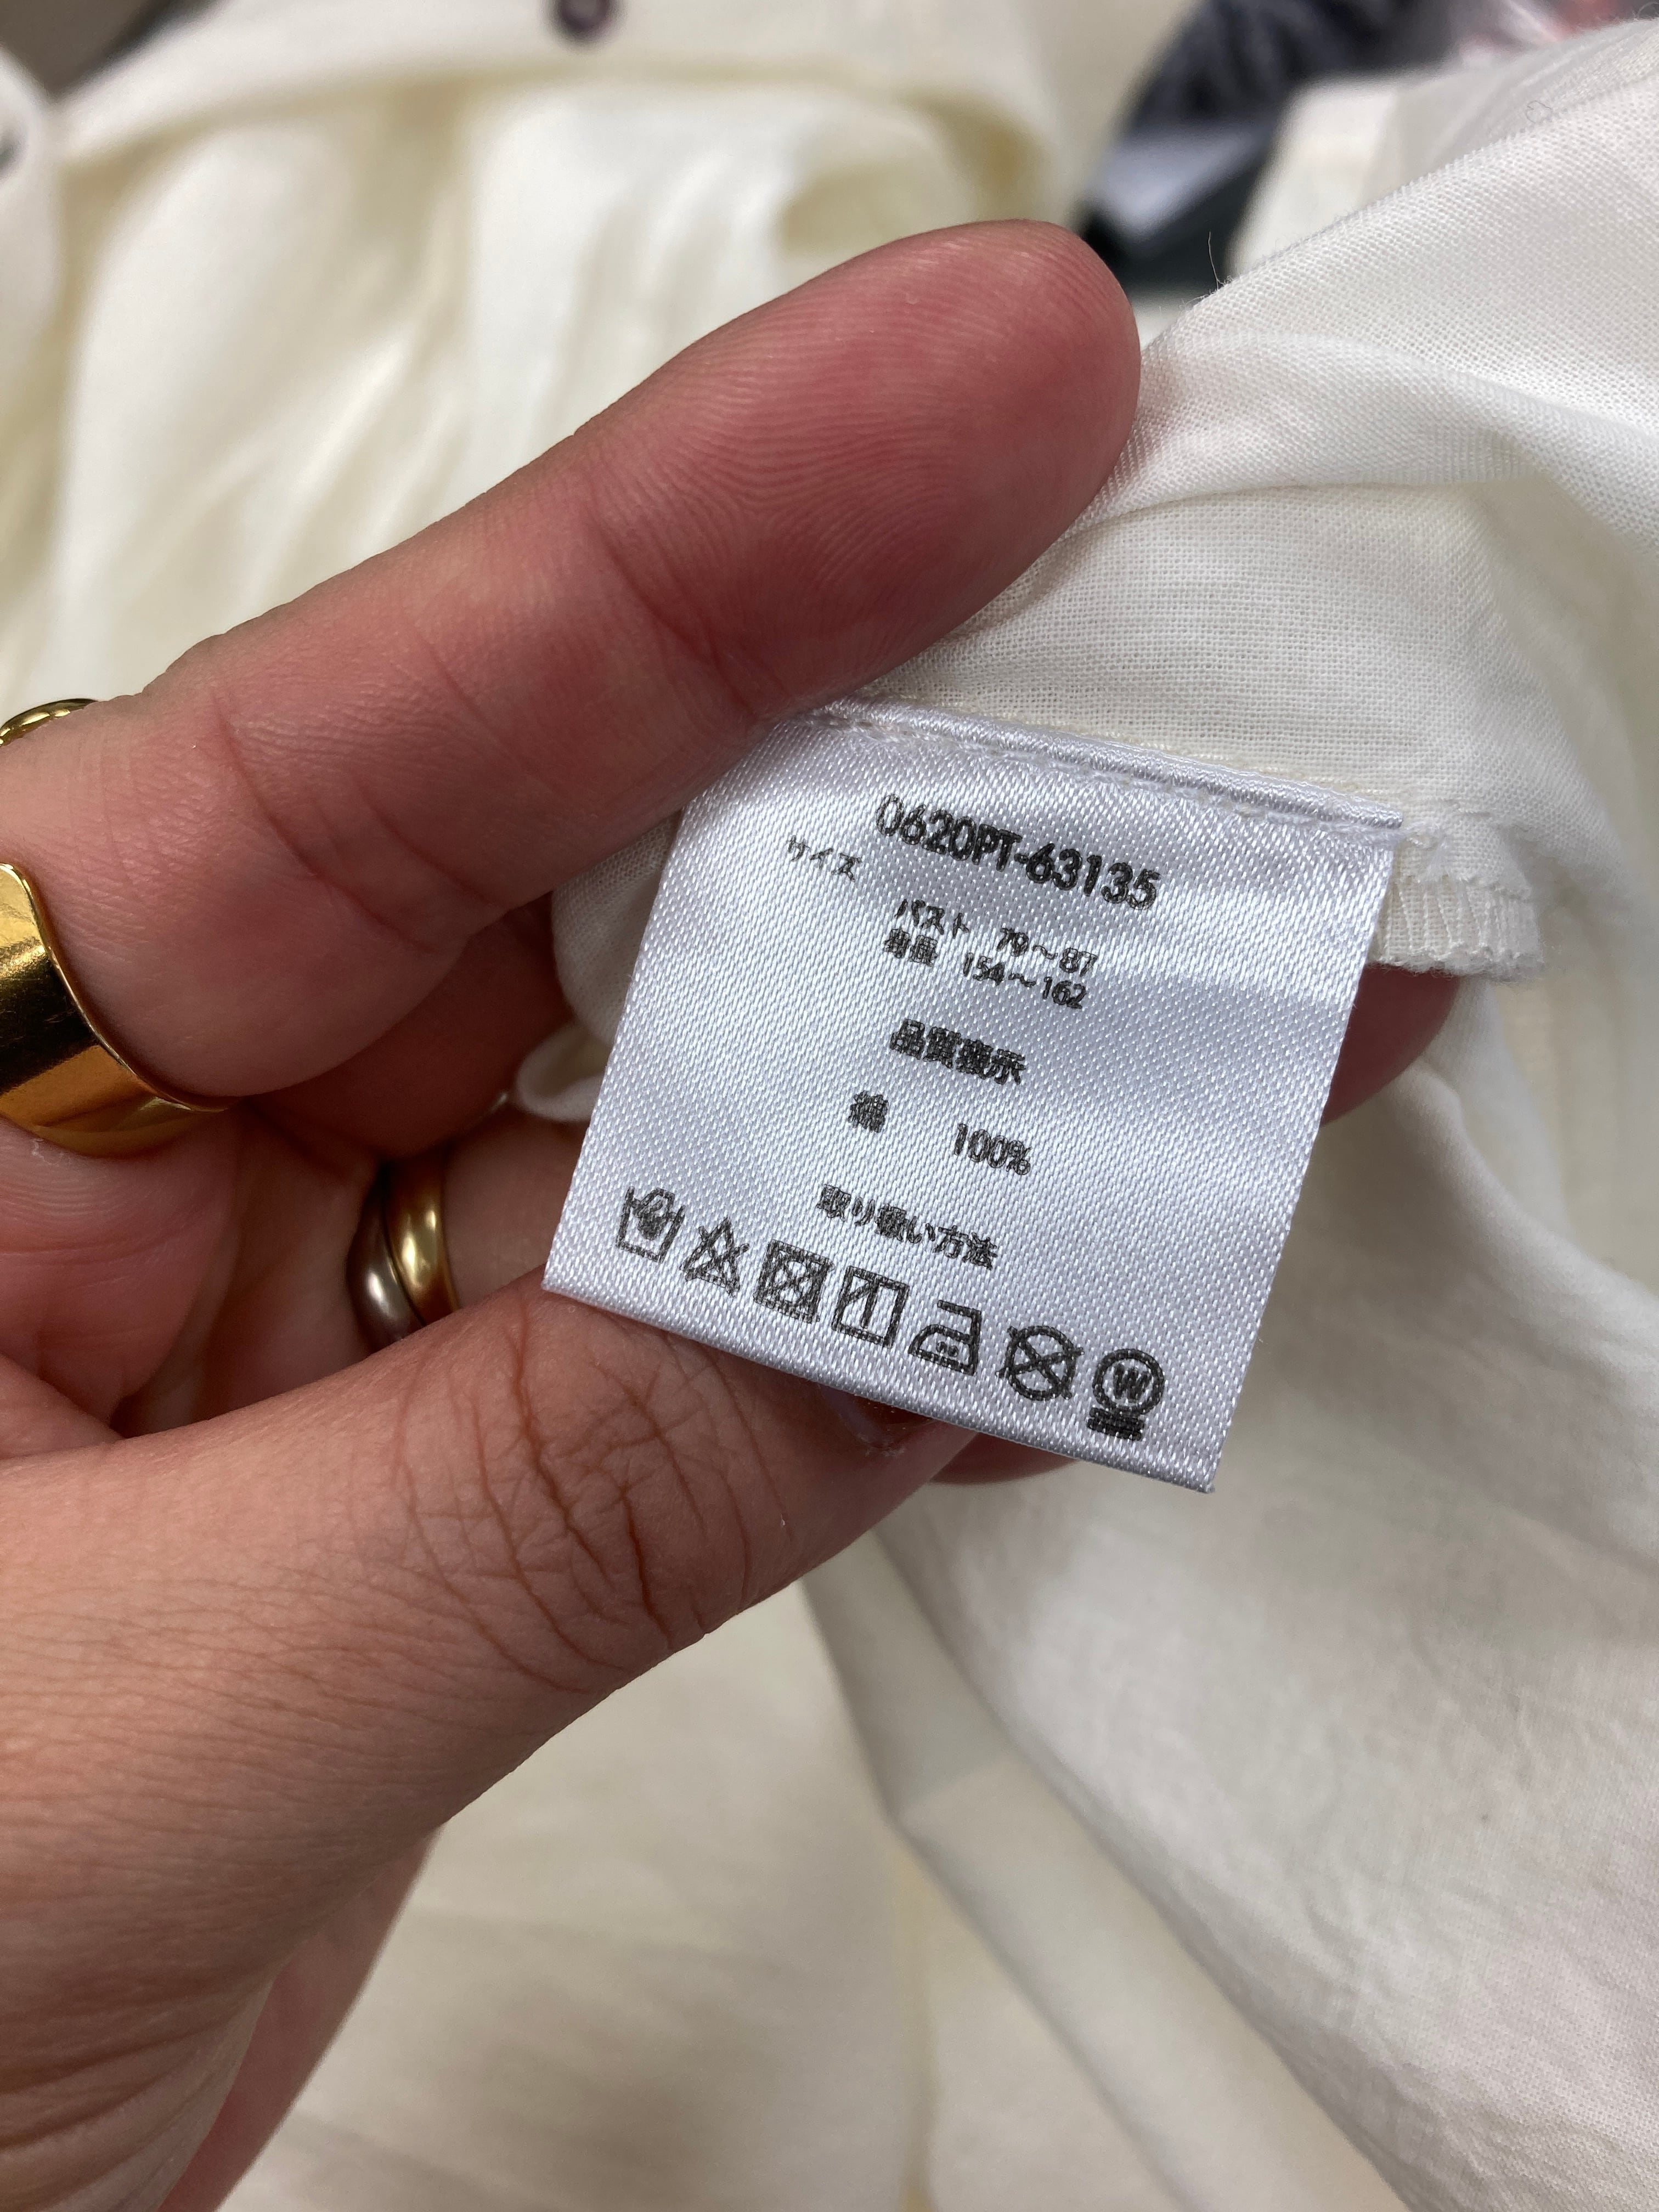 0620PT-63135
サイズ
バスト 79～87
身長 154～162
品質表示
綿 100%
取り扱い方法
W